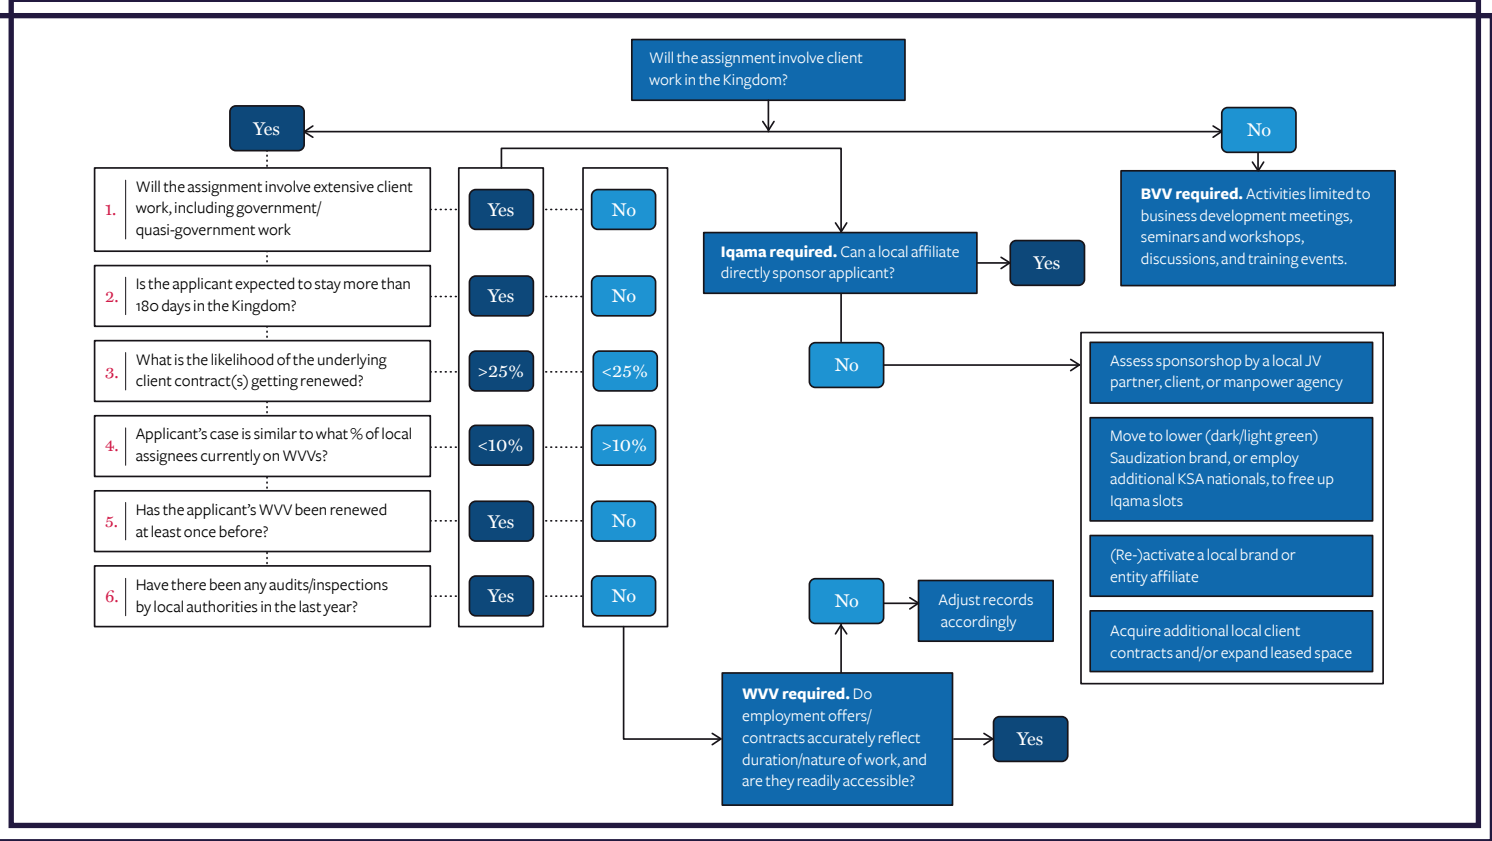 Will the assignment involve client
work in the Kingdom?
Yes
No
1.
Will the assignment involve extensive client
work, including government/
quasi-government work
Yes
No
2.
Is the applicant expected to stay more than
180 days in the Kingdom?
Yes
No
3.
What is the likelihood of the underlying
client contract(s) getting renewed?
>25%
<25%
4.
Applicant's case is similar to what % of local
assignees currently on WVVs?
<10%
>10%
5.
Has the applicant's WVV been renewed
at least once before?
Yes
No
6.
Have there been any audits/inspections
by local authorities in the last year?
Yes
No
BVV required. Activities limited to
business development meetings,
seminars and workshops,
discussions, and training events.
Iqama required. Can a local affiliate
directly sponsor applicant?
Yes
No
Assess sponsorshop by a local JV
partner, client, or manpower agency
Move to lower (dark/light green)
Saudization brand, or employ
additional KSA nationals, to free up
Iqama slots
(Re-)activate a local brand or
entity affiliate
Acquire additional local client
contracts and/or expand leased space
WVV required. Do
employment offers/
contracts accurately reflect
duration/nature of work, and
are they readily accessible?
No
Adjust records
accordingly
Yes